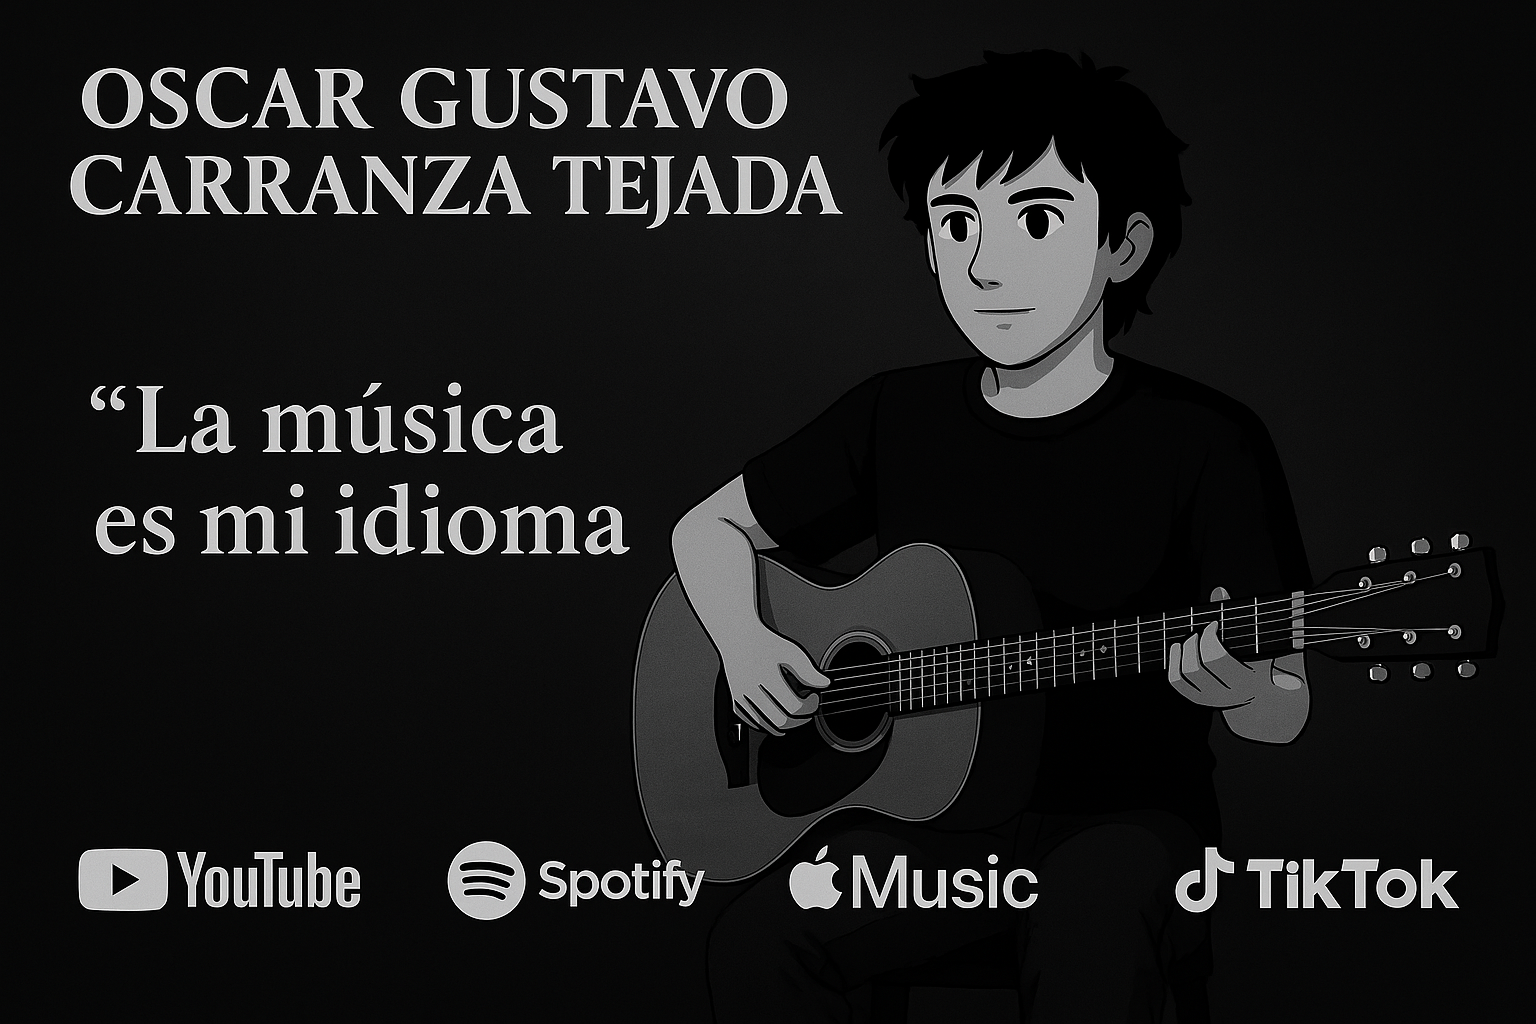 OSCAR GUSTAVO
CARRANZA TEJADA
“La música
es mi idioma
YouTube
Spotify
Music
TikTok